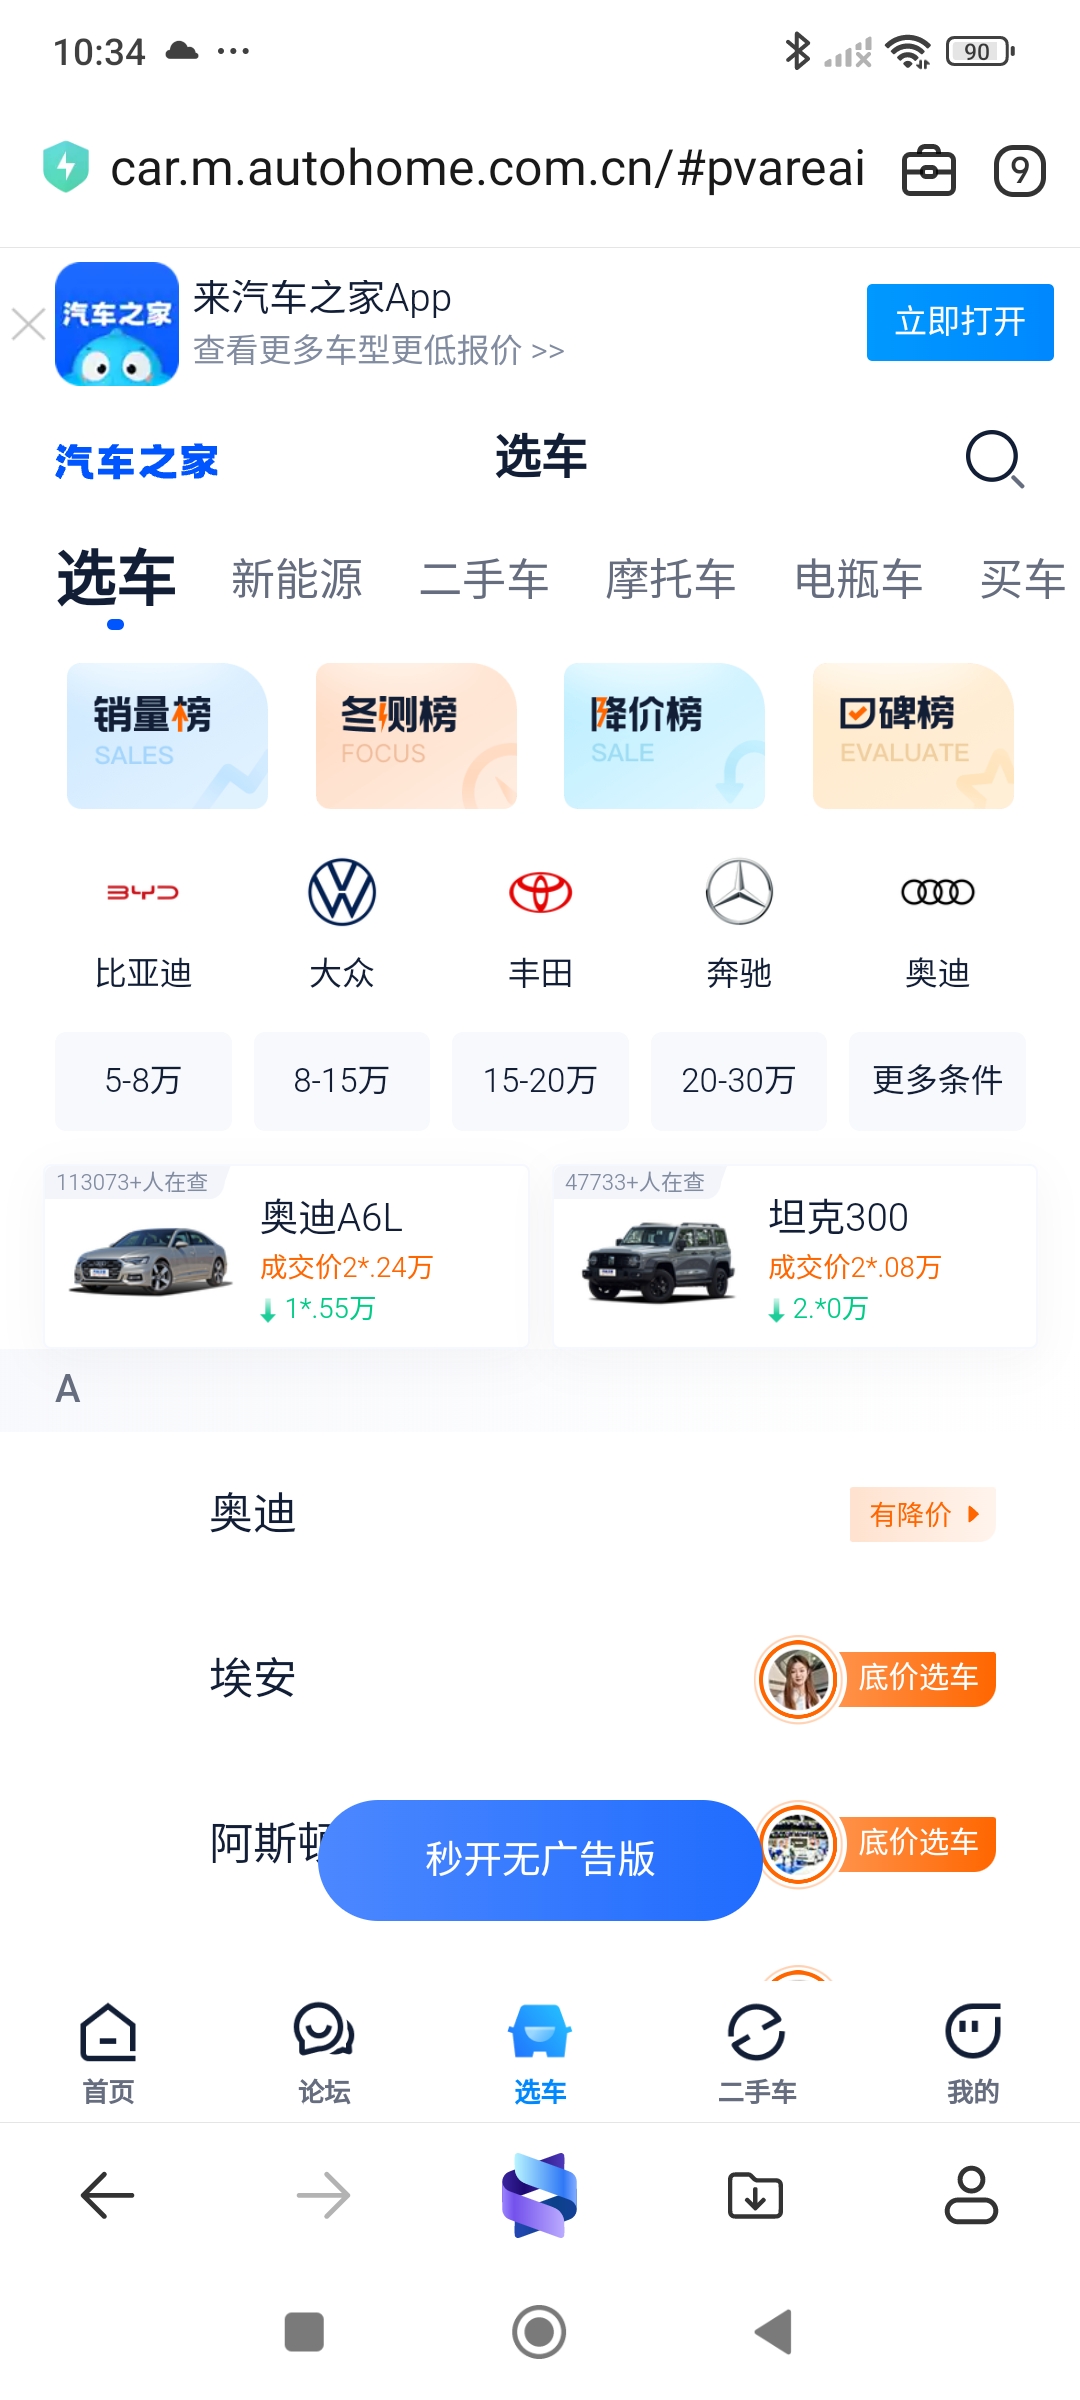 10:34
90
car.m.autohome.com.cn/#pvareai
9
汽车之家
来汽车之家App
查看更多车型更低报价 >>
立即打开
汽车之家
选车
选车 新能源 二手车 摩托车 电瓶车 买车
销量榜 冬测榜 降价榜 口碑榜
SALES FOCUS SALE EVALUATE
BYD
比亚迪 大众 丰田 奔驰 奥迪
5-8万 8-15万 15-20万 20-30万 更多条件
113073+人在查
奥迪A6L
成交价2*.24万
1*.55万
47733+人在查
坦克300
成交价2*.08万
2.*0万
A
奥迪
有降价
埃安
底价选车
阿斯顿
底价选车
秒开无广告版
首页 论坛 选车 二手车 我的